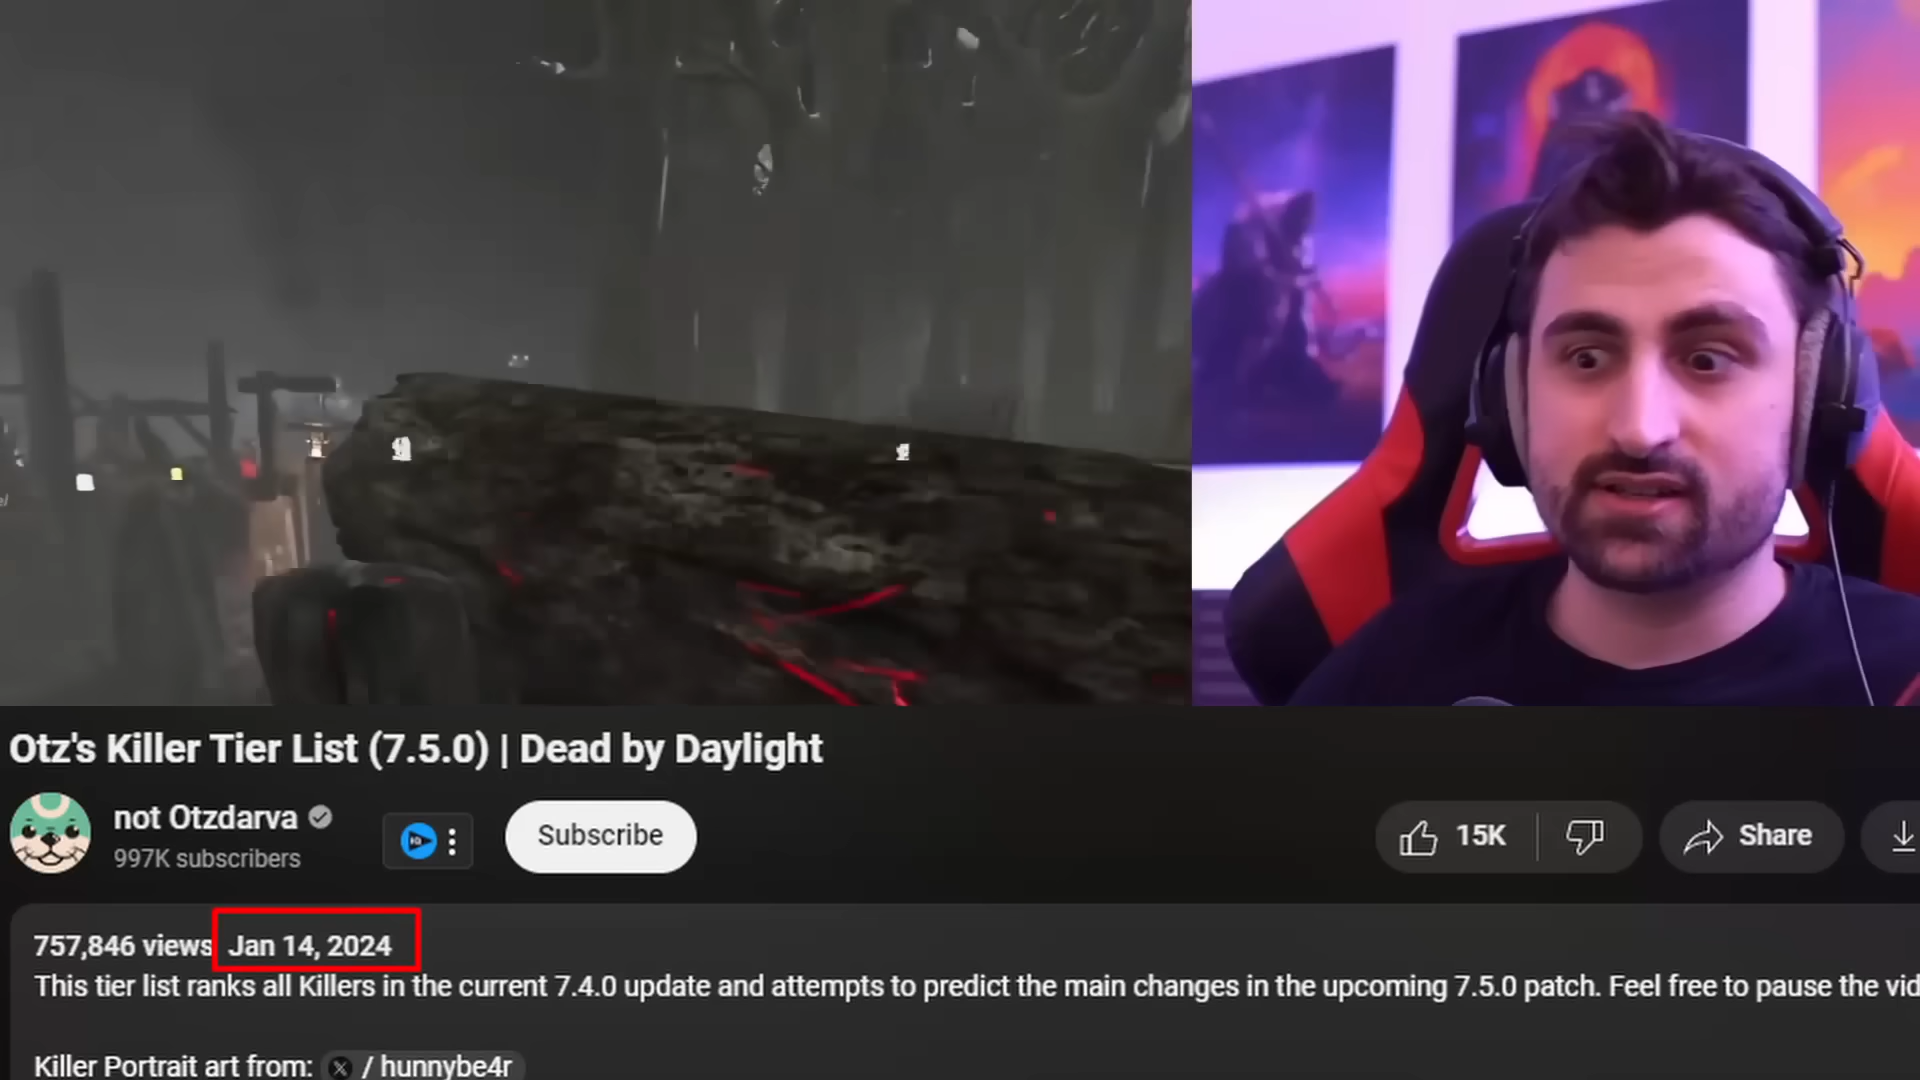 Otz's Killer Tier List (7.5.0) | Dead by Daylight
not Otzdarva
997K subscribers
Subscribe
15K
Share
757,846 views Jan 14, 2024
This tier list ranks all Killers in the current 7.4.0 update and attempts to predict the main changes in the upcoming 7.5.0 patch. Feel free to pause the vid
Killer Portrait art from: X / hunnybe4r